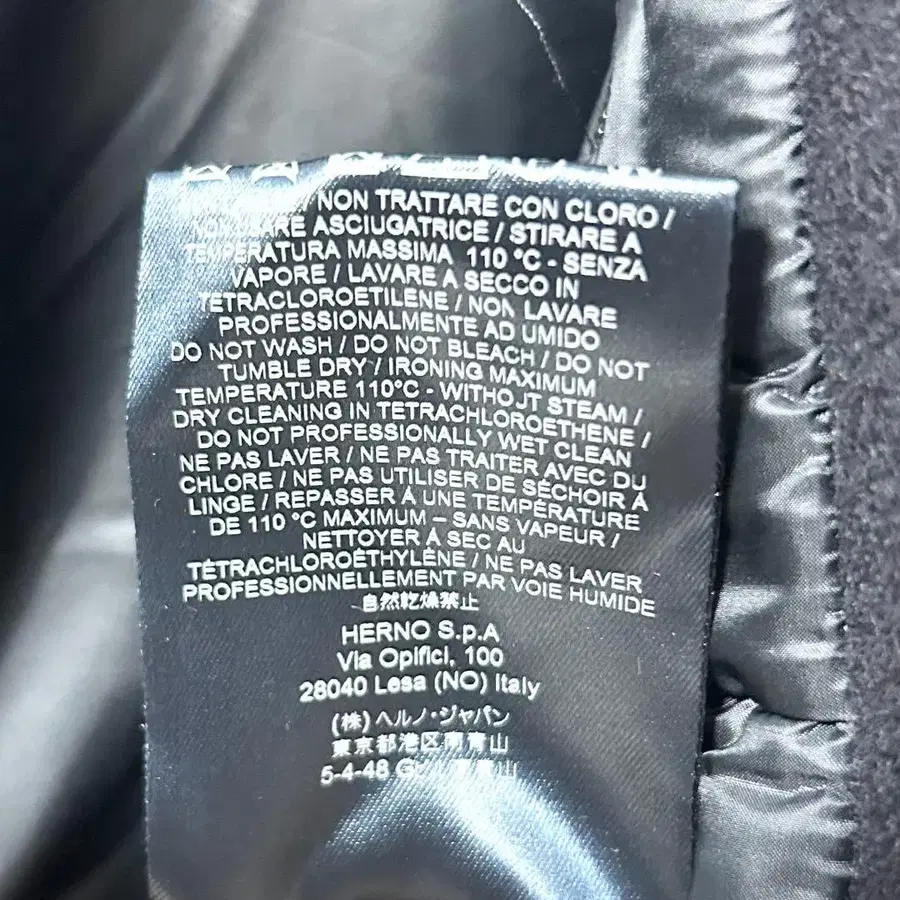 NON TRATTARE CON CLORO /
NON USARE ASCIUGATRICE / STIRARE A
TEMPERATURA MASSIMA 110 °C - SENZA
VAPORE / LAVARE A SECCO IN
TETRACLOROETILENE / NON LAVARE
PROFESSIONALMENTE AD UMIDO
DO NOT WASH / DO NOT BLEACH / DO NOT
TUMBLE DRY / IRONING MAXIMUM
TEMPERATURE 110°C - WITHOUT STEAM /
DRY CLEANING IN TETRACHLOROETHENE /
DO NOT PROFESSIONALLY WET CLEAN
NE PAS LAVER / NE PAS TRAITER AVEC DU
CHLORE / NE PAS UTILISER DE SÉCHOIR À
LINGE / REPASSER À UNE TEMPÉRATURE
DE 110 °C MAXIMUM – SANS VAPEUR /
NETTOYER A SEC AU
TÉTRACHLOROÉTHYLÈNE / NE PAS LAVER
PROFESSIONNELLEMENT PAR VOIE HUMIDE
自然乾燥禁止
HERNO S.p.A
Via Opifici, 100
28040 Lesa (NO) Italy
(株)ヘルノ・ジャパン
東京都港区南青山
5-4-48 青山